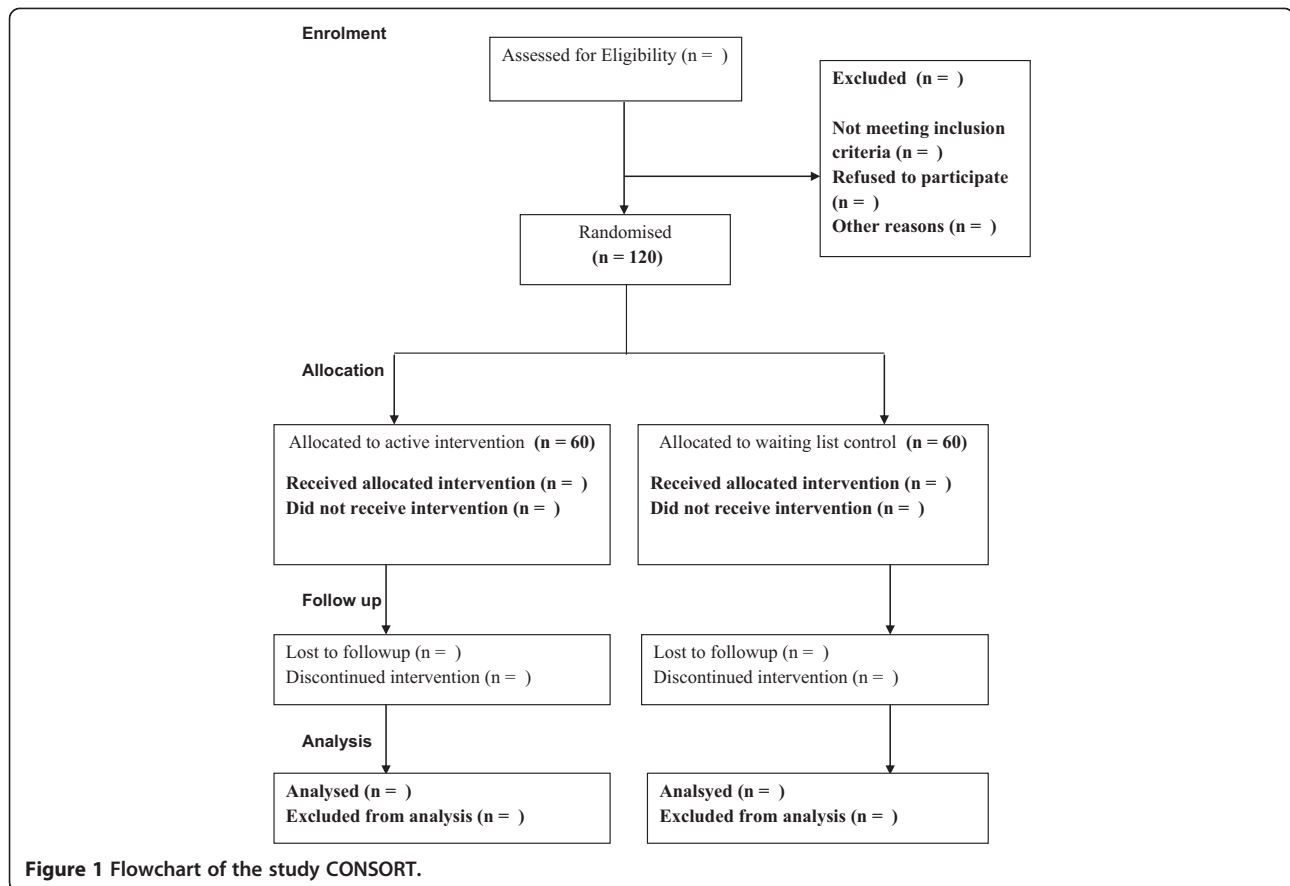 Enrolment
Assessed for Eligibility (n =  )
Excluded  (n =  )
Not meeting inclusion
criteria (n =  )
Refused to participate
(n =  )
Other reasons (n =  )
Randomised
(n = 120)
Allocation
Allocated to active intervention  (n = 60)
Received allocated intervention (n =  )
Did not receive intervention (n =  )
Allocated to waiting list control  (n = 60)
Received allocated intervention (n =  )
Did not receive intervention (n =  )
Follow up
Lost to followup (n =  )
Discontinued intervention (n =  )
Lost to followup (n =  )
Discontinued intervention (n =  )
Analysis
Analysed (n =  )
Excluded from analysis (n =  )
Analsyed (n =  )
Excluded from analysis (n =  )
Figure 1 Flowchart of the study CONSORT.